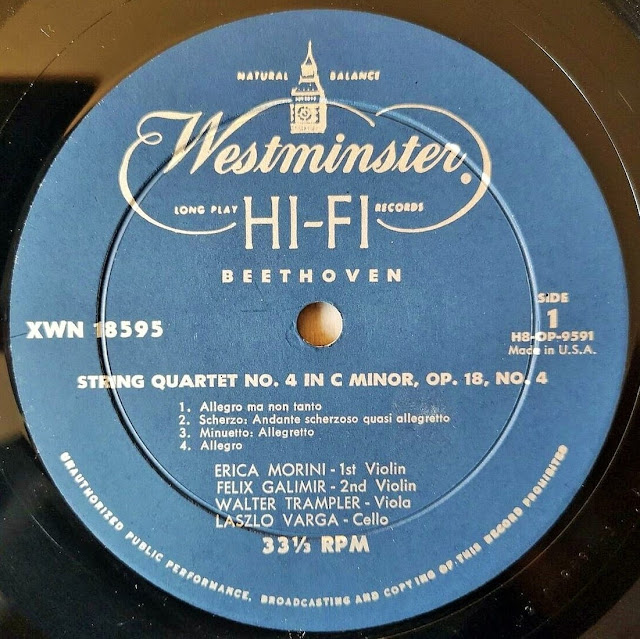 NATURAL BALANCE
Westminster
LONG PLAY RECORDS
HI-FI
BEETHOVEN
SIDE
1
XWN 18595
H8-OP-9591
Made in U.S.A.
STRING QUARTET NO. 4 IN C MINOR, OP. 18, NO. 4
1. Allegro ma non tanto
2. Scherzo: Andante scherzoso quasi allegretto
3. Minuetto: Allegretto
4. Allegro
ERICA MORINI - 1st Violin
FELIX GALIMIR - 2nd Violin
WALTER TRAMPLER - Viola
LASZLO VARGA - Cello
33⅓ RPM
UNAUTHORIZED PUBLIC PERFORMANCE, BROADCASTING AND COPYING OF THIS RECORD PROHIBITED